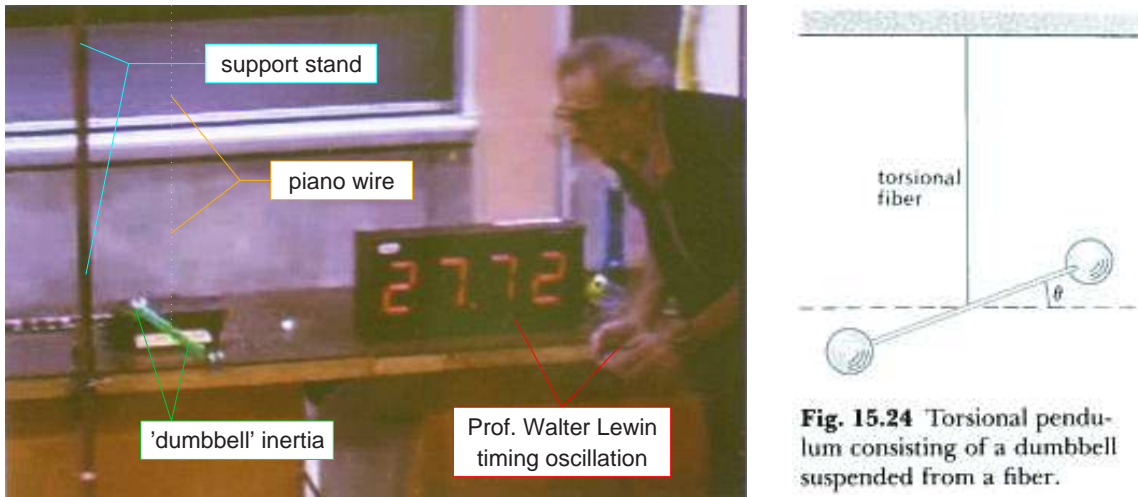 support stand
piano wire
27.72
'dumbbell' inertia
Prof. Walter Lewin
timing oscillation
torsional
fiber
θ
Fig. 15.24 Torsional pendu-
lum consisting of a dumbbell
suspended from a fiber.